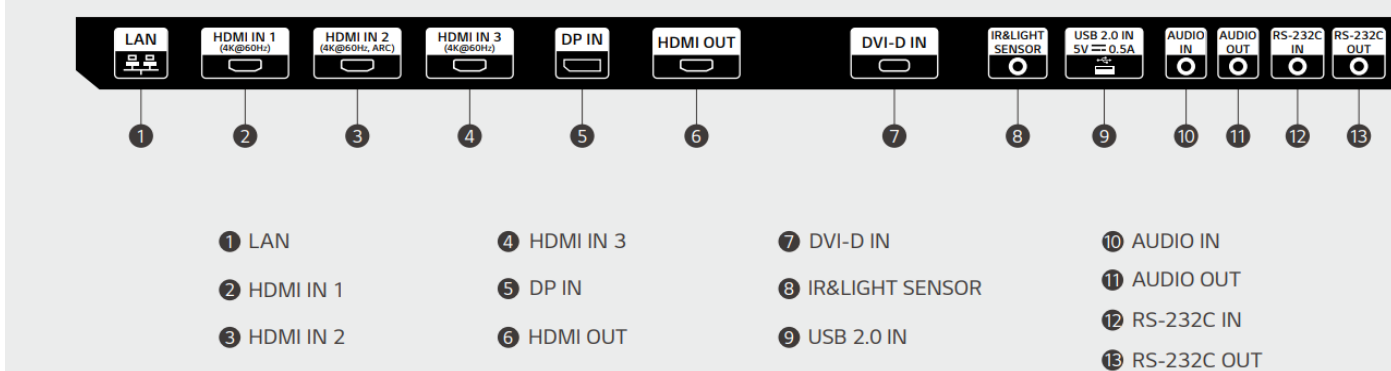 LAN
HDMI IN 1
(4K@60Hz)
HDMI IN 2
(4K@60Hz, ARC)
HDMI IN 3
(4K@60Hz)
DP IN
HDMI OUT
DVI-D IN
IR&LIGHT
SENSOR
USB 2.0 IN
5V ⎓ 0.5A
AUDIO
IN
AUDIO
OUT
RS-232C
IN
RS-232C
OUT
1 2 3 4 5 6 7 8 9 10 11 12 13
1 LAN
2 HDMI IN 1
3 HDMI IN 2
4 HDMI IN 3
5 DP IN
6 HDMI OUT
7 DVI-D IN
8 IR&LIGHT SENSOR
9 USB 2.0 IN
10 AUDIO IN
11 AUDIO OUT
12 RS-232C IN
13 RS-232C OUT